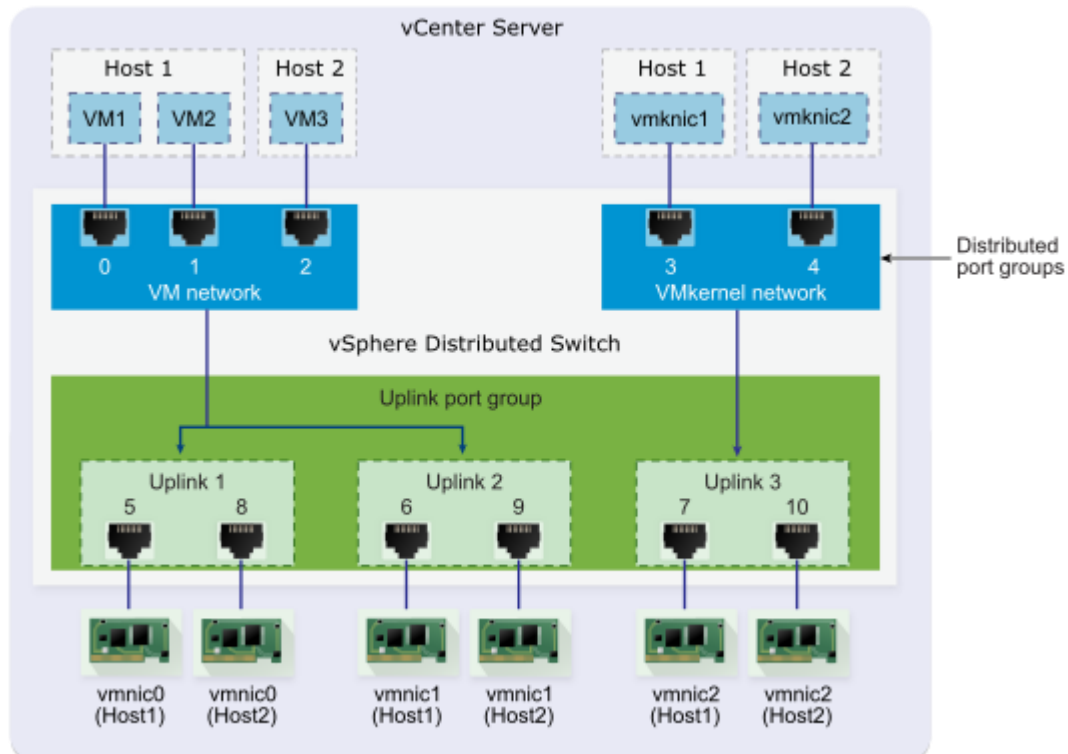 vCenter Server
Host 1
Host 2
Host 1
Host 2
VM1
VM2
VM3
vmknic1
vmknic2
0
1
2
3
4
VM network
VMkernel network
Distributed
port groups
vSphere Distributed Switch
Uplink port group
Uplink 1
Uplink 2
Uplink 3
5
8
6
9
7
10
vmnic0
(Host1)
vmnic0
(Host2)
vmnic1
(Host1)
vmnic1
(Host2)
vmnic2
(Host1)
vmnic2
(Host2)